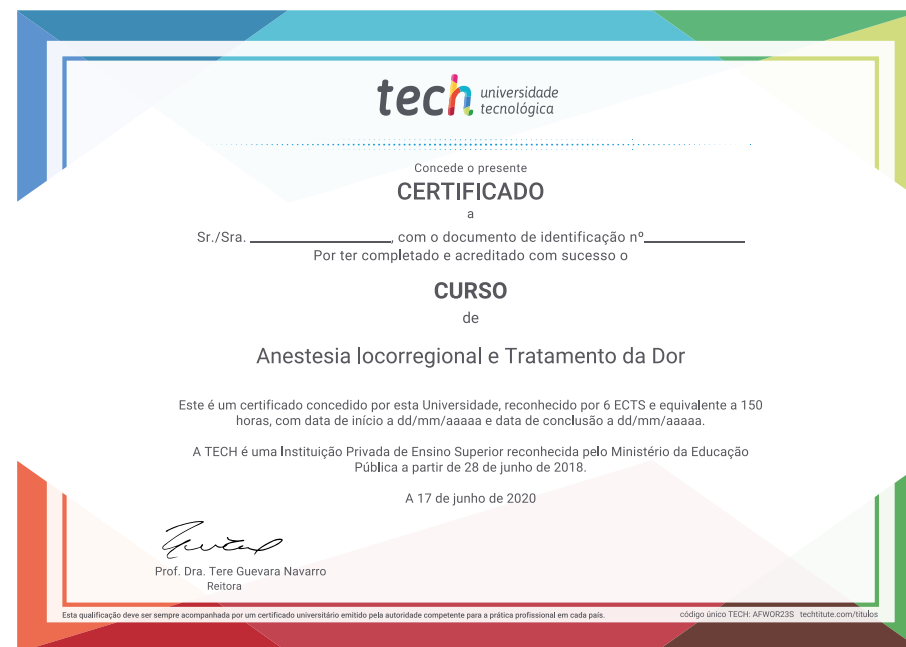 tech universidade
tecnológica
Concede o presente
CERTIFICADO
a
Sr./Sra. ________________, com o documento de identificação nº____________
Por ter completado e acreditado com sucesso o
CURSO
de
Anestesia locorregional e Tratamento da Dor
Este é um certificado concedido por esta Universidade, reconhecido por 6 ECTS e equivalente a 150
horas, com data de início a dd/mm/aaaaa e data de conclusão a dd/mm/aaaaa.
A TECH é uma Instituição Privada de Ensino Superior reconhecida pelo Ministério da Educação
Pública a partir de 28 de junho de 2018.
A 17 de junho de 2020
Prof. Dra. Tere Guevara Navarro
Reitora
Esta qualificação deve ser sempre acompanhada por um certificado universitário emitido pela autoridade competente para a prática profissional em cada país.
código único TECH: AFWOR23S techtitute.com/titulos